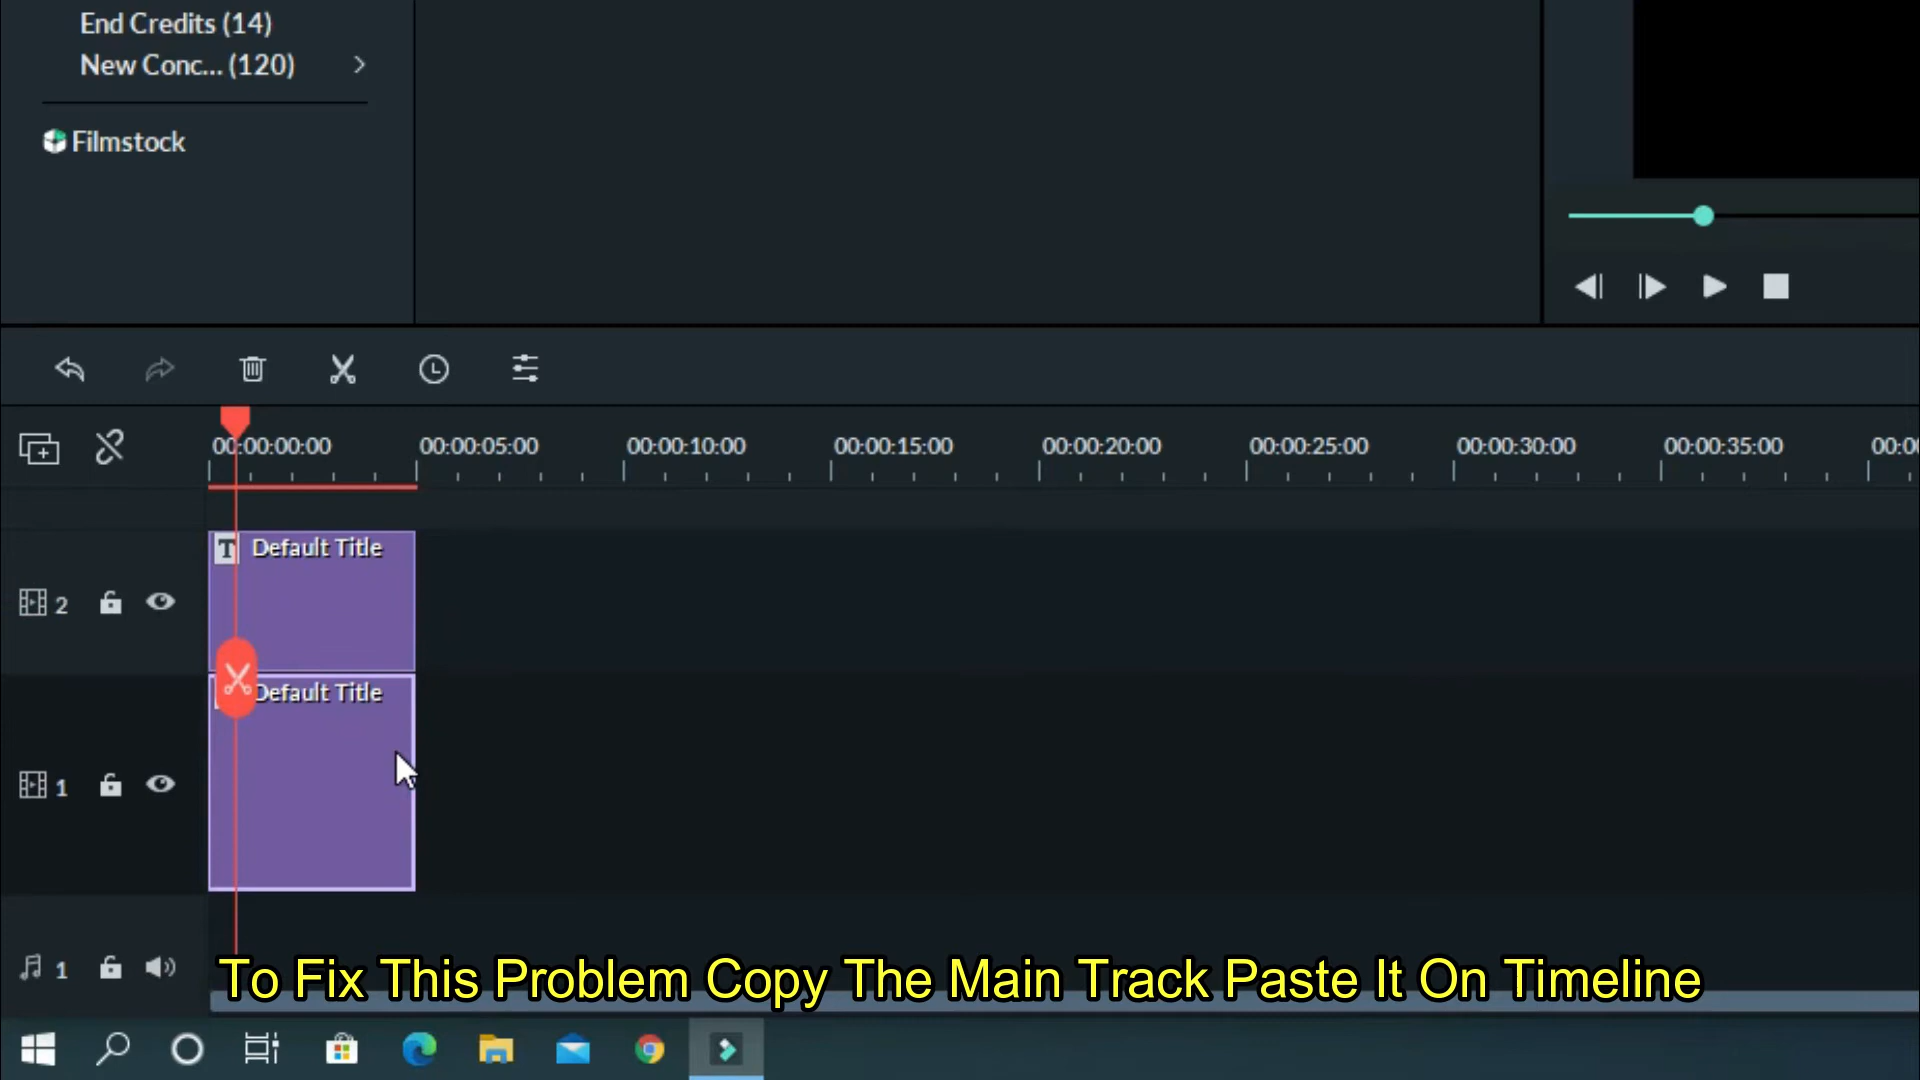 End Credits (14)
New Conc... (120)
Filmstock
00:00:00:00 00:00:05:00 00:00:10:00 00:00:15:00 00:00:20:00 00:00:25:00 00:00:30:00 00:00:35:00 00:00
T Default Title
2
Default Title
1
1
To Fix This Problem Copy The Main Track Paste It On Timeline